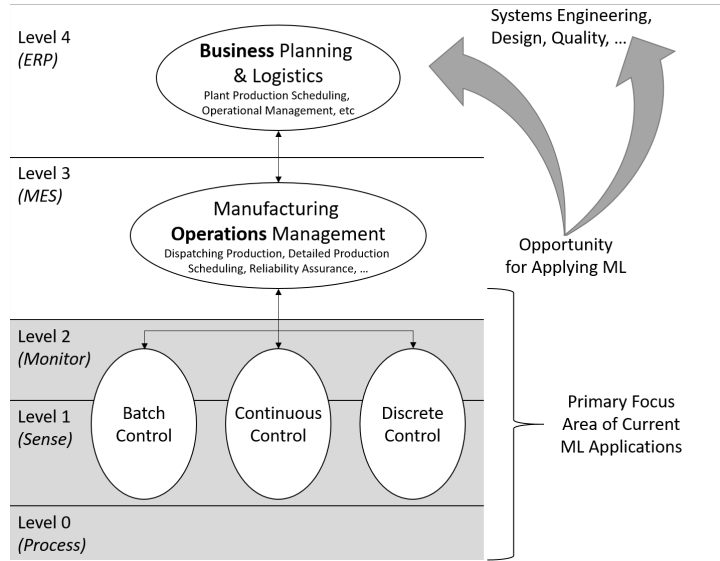 Level 4
(ERP)
Business Planning
& Logistics
Plant Production Scheduling,
Operational Management, etc
Systems Engineering,
Design, Quality, ...
Level 3
(MES)
Manufacturing
Operations Management
Dispatching Production, Detailed Production
Scheduling, Reliability Assurance, ...
Opportunity
for Applying ML
Level 2
(Monitor)
Level 1
(Sense)
Batch
Control
Continuous
Control
Discrete
Control
Primary Focus
Area of Current
ML Applications
Level 0
(Process)